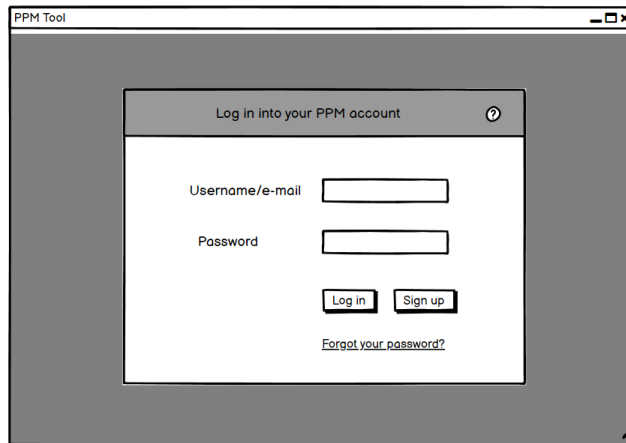 PPM Tool
Log in into your PPM account
?
Username/e-mail
Password
Log in
Sign up
Forgot your password?